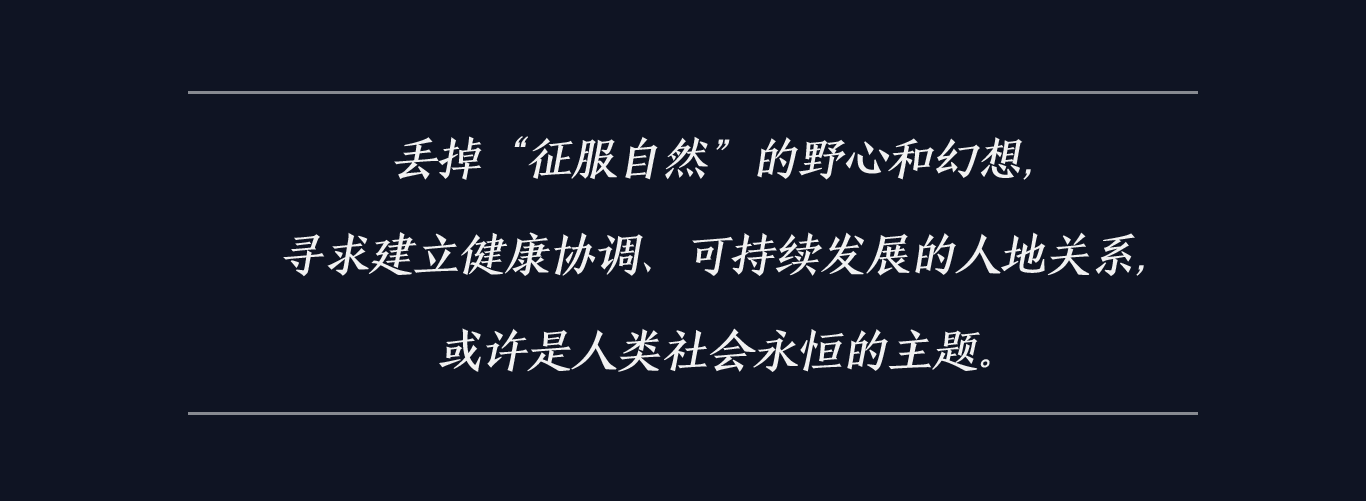 丢掉“征服自然”的野心和幻想,
寻求建立健康协调、可持续发展的人地关系,
或许是人类社会永恒的主题。